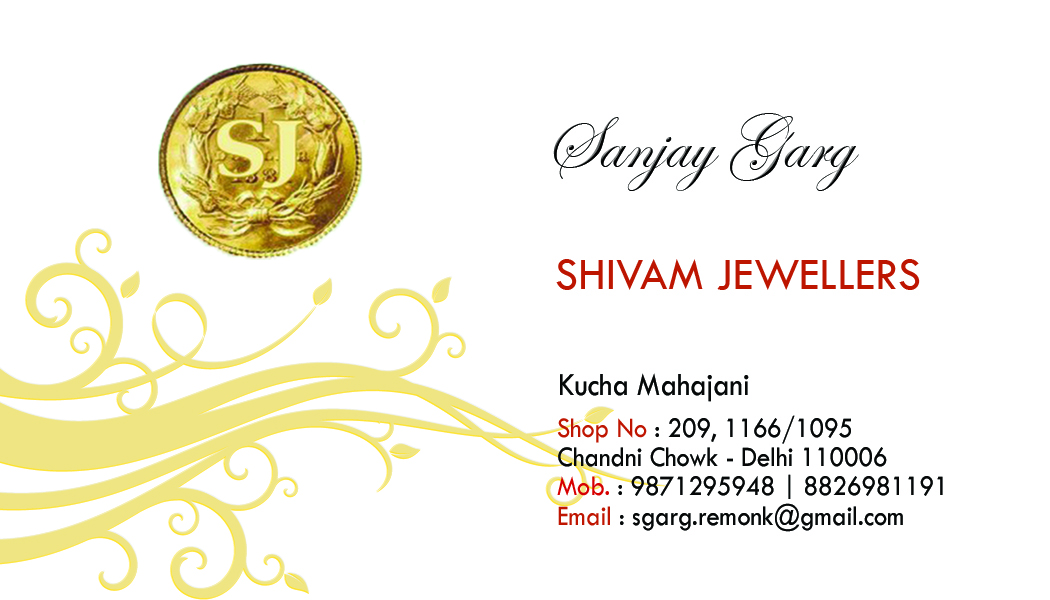 SJ
Sanjay Garg
SHIVAM JEWELLERS
Kucha Mahajani
Shop No : 209, 1166/1095
Chandni Chowk - Delhi 110006
Mob. : 9871295948 | 8826981191
Email : sgarg.remonk@gmail.com